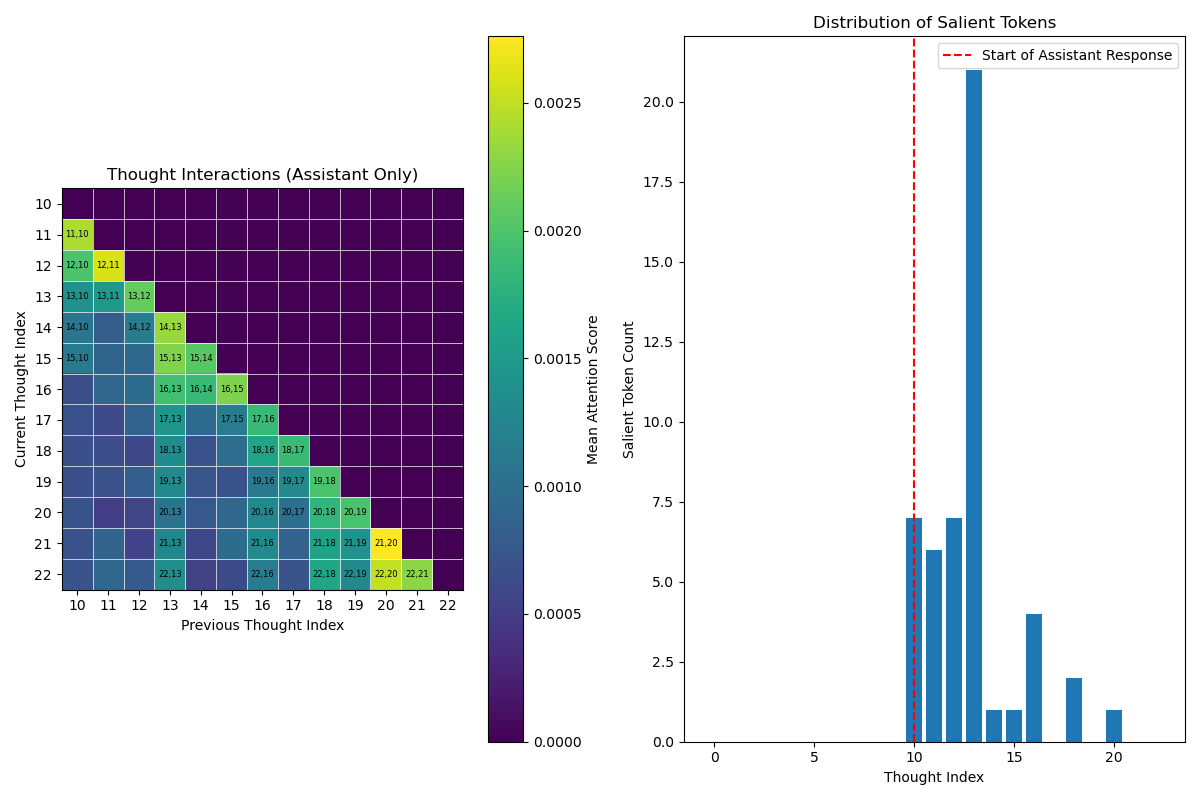 Thought Interactions (Assistant Only)
Current Thought Index
10
11
12
13
14
15
16
17
18
19
20
21
22
11,10
12,10 12,11
13,10 13,11 13,12
14,10 14,12 14,13
15,10 15,13 15,14
16,13 16,14 16,15
17,13 17,15 17,16
18,13 18,16 18,17
19,13 19,16 19,17 19,18
20,13 20,16 20,17 20,18 20,19
21,13 21,16 21,18 21,19 21,20
22,13 22,16 22,18 22,19 22,20 22,21
10 11 12 13 14 15 16 17 18 19 20 21 22
Previous Thought Index
0.0025
0.0020
0.0015
0.0010
0.0005
0.0000
Mean Attention Score
Distribution of Salient Tokens
Start of Assistant Response
Salient Token Count
20.0
17.5
15.0
12.5
10.0
7.5
5.0
2.5
0.0
0 5 10 15 20
Thought Index